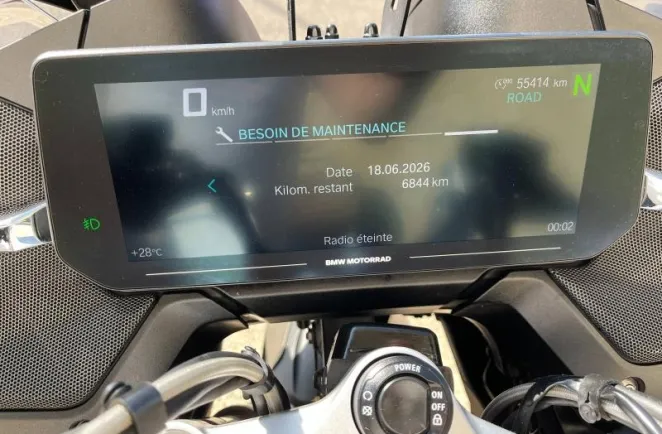 0 km/h
55414 km N
ROAD
BESOIN DE MAINTENANCE
Date 18.06.2026
Kilom. restant 6844 km
+28°C
Radio éteinte
00:02
BMW MOTORRAD
POWER
ON
OFF